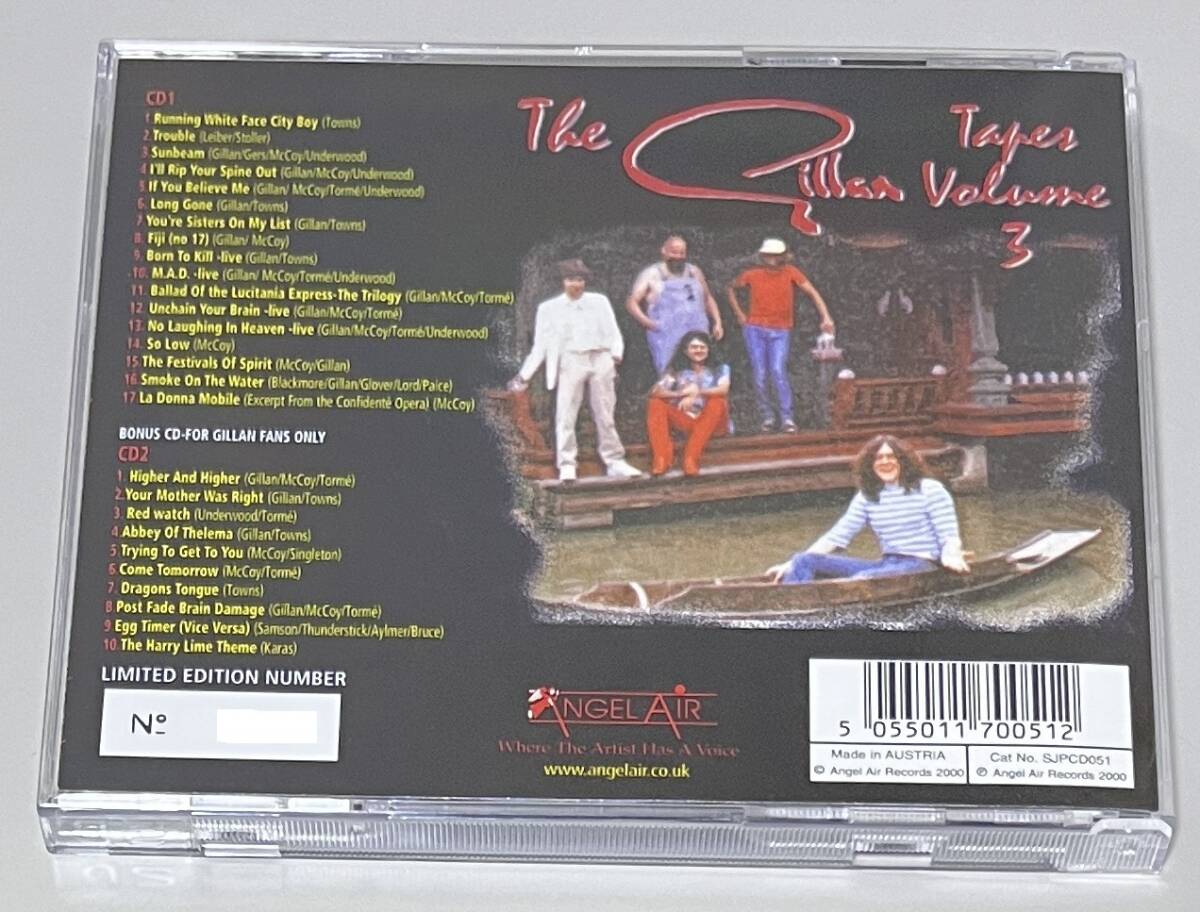 The Gillan Tapes
Volume
3
CD1
1. Running White Face City Boy (Towns)
2. Trouble (Leiber/Stoller)
3. Sunbeam (Gillan/Gers/McCoy/Underwood)
4. I'll Rip Your Spine Out (Gillan/McCoy/Underwood)
5. If You Believe Me (Gillan/ McCoy/Tormé/Underwood)
6. Long Gone (Gillan/Towns)
7. You're Sisters On My List (Gillan/Towns)
8. Fiji (no 17) (Gillan/ McCoy)
9. Born To Kill -live (Gillan/Towns)
10. M.A.D. -live (Gillan/ McCoy/Tormé/Underwood)
11. Ballad Of the Lucitania Express-The Trilogy (Gillan/McCoy/Tormé)
12. Unchain Your Brain -live (Gillan/McCoy/Tormé)
13. No Laughing In Heaven -live (Gillan/McCoy/Tormé/Underwood)
14. So Low (McCoy)
15. The Festivals Of Spirit (McCoy/Gillan)
16. Smoke On The Water (Blackmore/Gillan/Glover/Lord/Paice)
17. La Donna Mobile (Excerpt From the Confidenté Opera) (McCoy)
BONUS CD-FOR GILLAN FANS ONLY
CD2
1. Higher And Higher (Gillan/McCoy/Tormé)
2. Your Mother Was Right (Gillan/Towns)
3. Red watch (Underwood/Tormé)
4. Abbey Of Thelema (Gillan/Towns)
5. Trying To Get To You (McCoy/Singleton)
6. Come Tomorrow (McCoy/Tormé)
7. Dragons Tongue (Towns)
8 Post Fade Brain Damage (Gillan/McCoy/Tormé)
9 Egg Timer (Vice Versa) (Samson/Thunderstick/Aylmer/Bruce)
10 The Harry Lime Theme (Karas)
LIMITED EDITION NUMBER
Nº
ANGEL AIR
Where The Artist Has A Voice
www.angelair.co.uk
5 055011 700512
Made in AUSTRIA
© Angel Air Records 2000
Cat No. SJPCD051
℗ Angel Air Records 2000